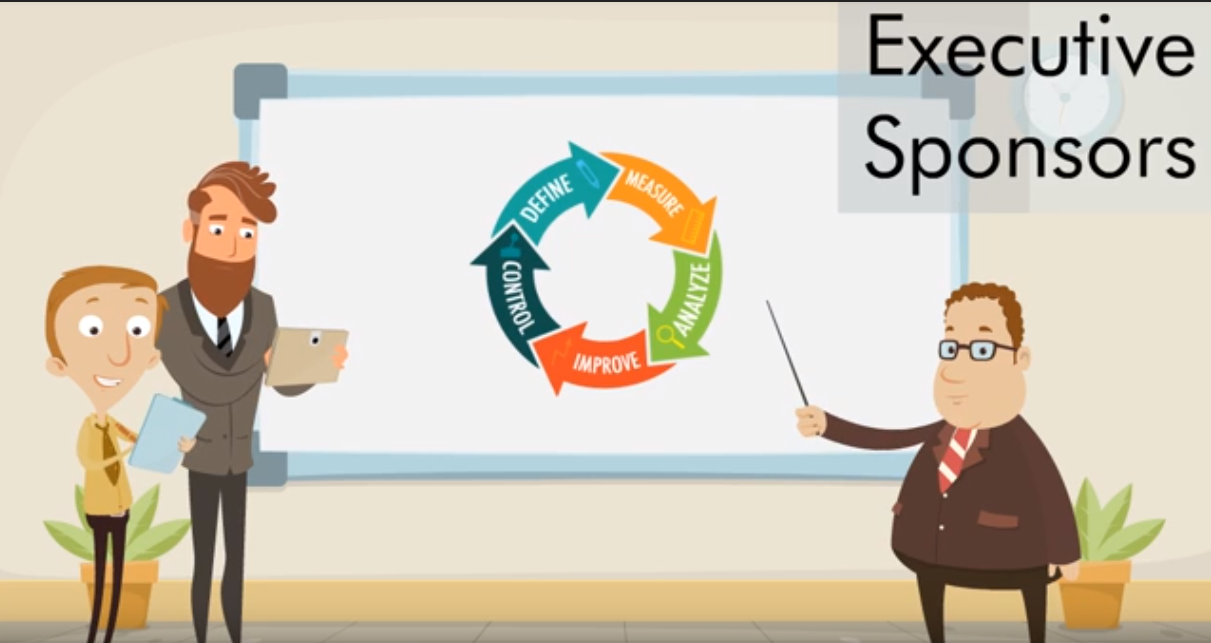 Executive
Sponsors
DEFINE
MEASURE
ANALYZE
IMPROVE
CONTROL